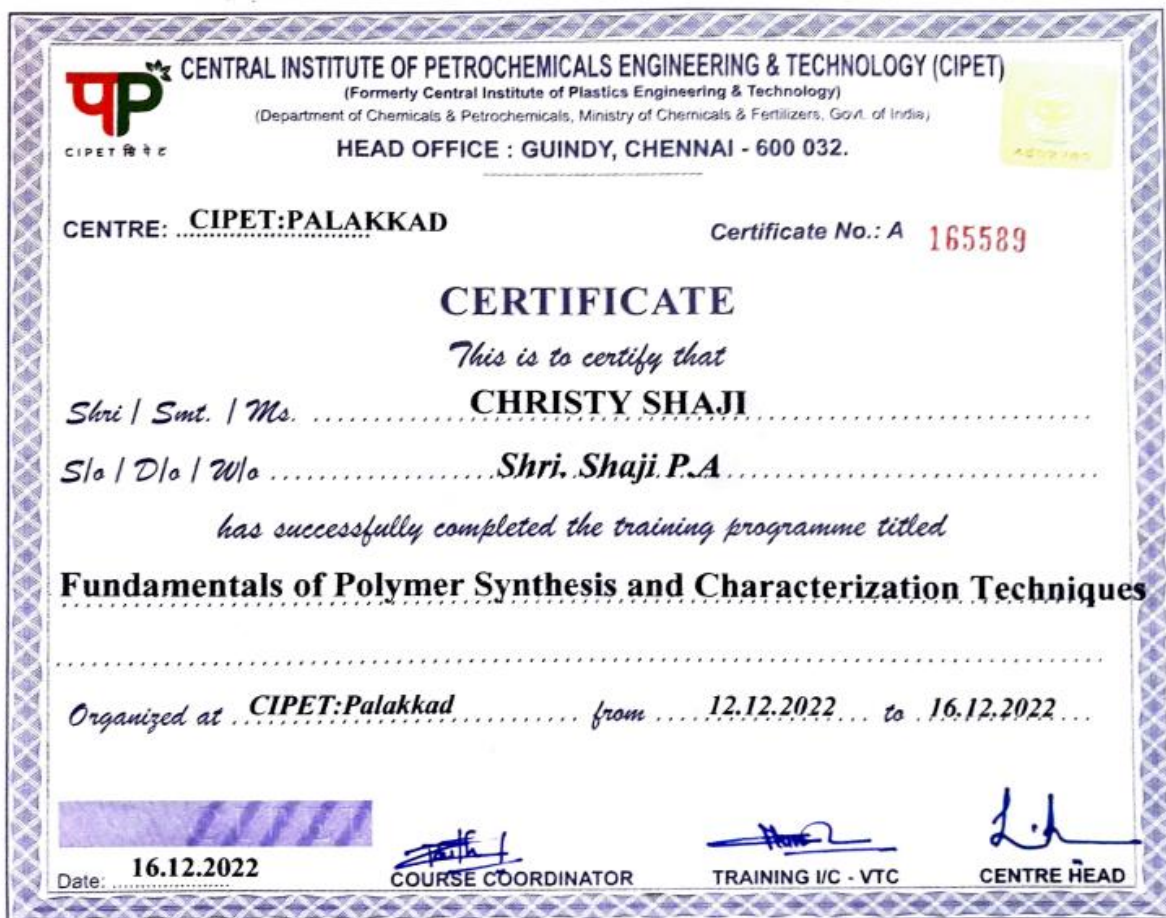 CENTRAL INSTITUTE OF PETROCHEMICALS ENGINEERING & TECHNOLOGY (CIPET)
(Formerly Central Institute of Plastics Engineering & Technology)
(Department of Chemicals & Petrochemicals, Ministry of Chemicals & Fertilizers, Govt. of India)
CIPET सिपेट
HEAD OFFICE : GUINDY, CHENNAI - 600 032.
CENTRE: CIPET:PALAKKAD
Certificate No.: A 165589
CERTIFICATE
This is to certify that
Shri / Smt. / Ms. CHRISTY SHAJI
S/o / D/o / W/o Shri. Shaji P.A
has successfully completed the training programme titled
Fundamentals of Polymer Synthesis and Characterization Techniques
Organized at CIPET:Palakkad from 12.12.2022 to 16.12.2022
Date: 16.12.2022
COURSE COORDINATOR
TRAINING I/C - VTC
CENTRE HEAD